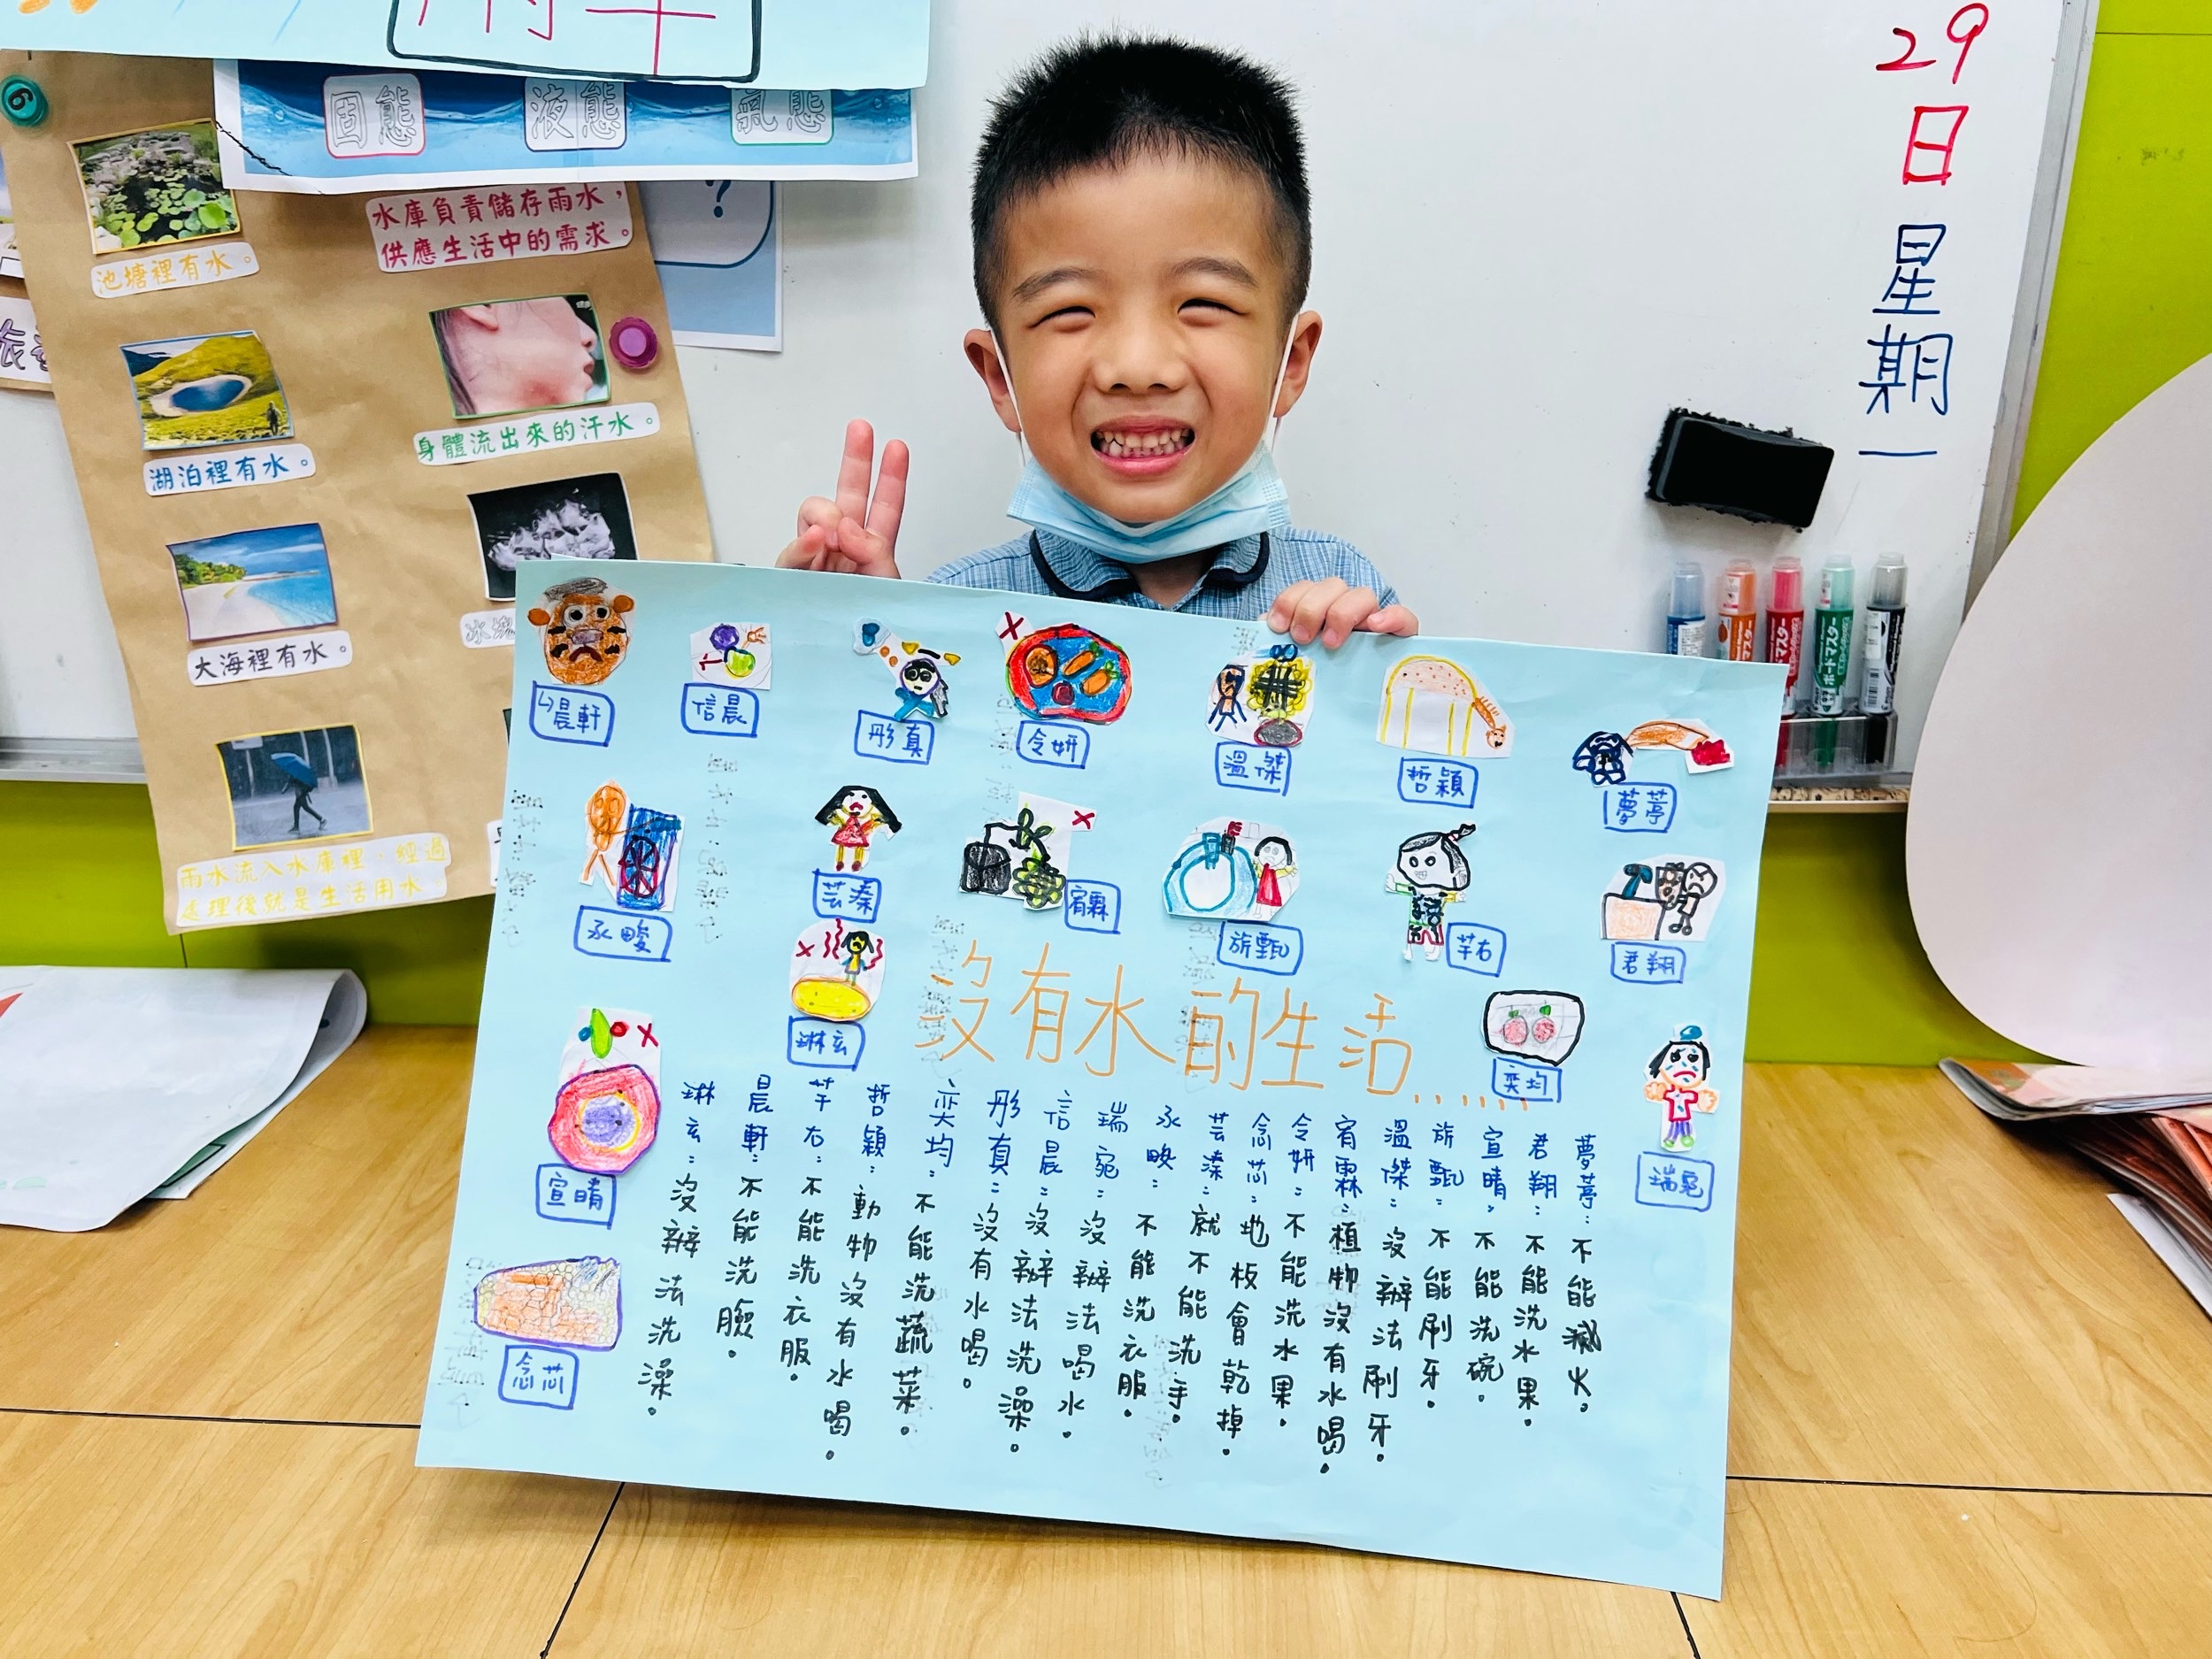 固態
液態
氣態
水庫負責儲存雨水，
供應生活中的需求。
池塘裡有水。
身體流出來的汗水。
湖泊裡有水。
大海裡有水。
雨水流入水庫裡，經過
處理後就是生活用水。
29
日
星
期
一
?
晨軒
信晨
彤真
令妍
溫傑
哲穎
夢葶
永畯
芸溱
宥霖
旂甄
芊右
君翔
琳玄
宣晴
奕均
瑞宛
念芯
沒有水的生活......
夢葶：不能滅火。
君翔：不能洗水果。
宣晴：不能洗碗。
旂甄：不能刷牙。
溫傑：沒辦法刷牙。
宥霖：植物沒有水喝。
令妍：不能洗水果。
念芯：地板會乾掉。
芸溱：就不能洗手。
永畯：不能洗衣服。
瑞宛：沒辦法喝水。
信晨：沒辦法洗澡。
彤真：沒有水喝。
奕均：不能洗蔬菜。
哲穎：動物沒有水喝。
芊右：不能洗衣服。
晨軒：不能洗臉。
琳玄：沒辦法洗澡。